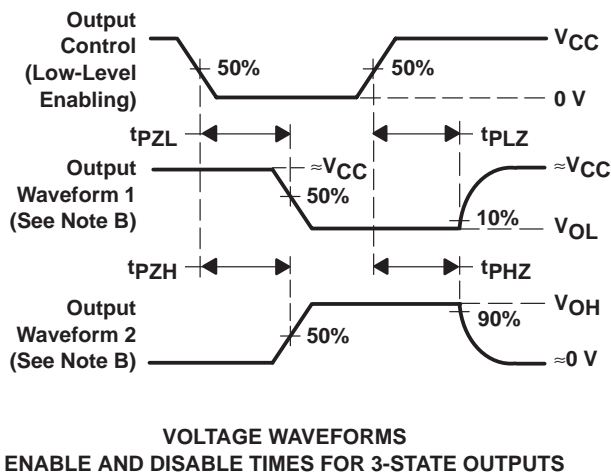 Output
Control
(Low-Level
Enabling)
50%
50%
VCC
0 V
tPZL
tPLZ
Output
Waveform 1
(See Note B)
≈VCC
50%
≈VCC
10%
VOL
tPZH
tPHZ
Output
Waveform 2
(See Note B)
50%
VOH
90%
≈0 V
VOLTAGE WAVEFORMS
ENABLE AND DISABLE TIMES FOR 3-STATE OUTPUTS